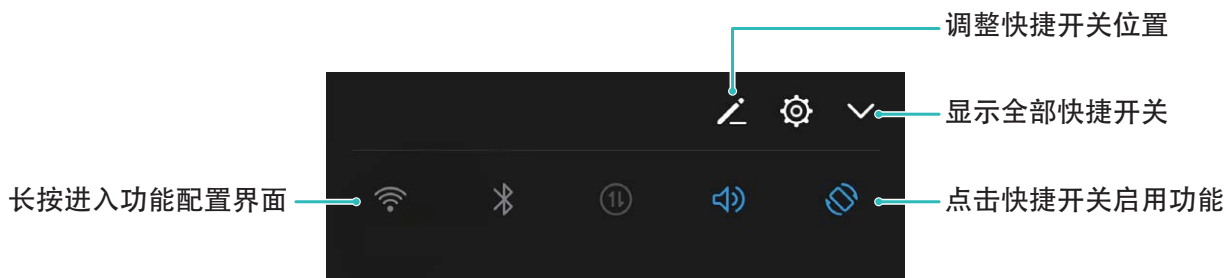 调整快捷开关位置
显示全部快捷开关
长按进入功能配置界面
点击快捷开关启用功能